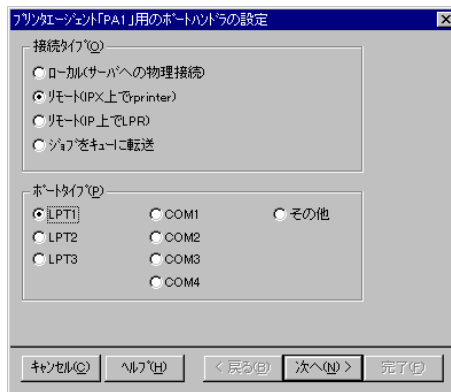 プリンタエージェント「PA1」用のポートハンドラの設定
接続タイプ(O)
ローカル(サーバへの物理接続)
リモート(IPX上でrprinter)
リモート(IP上でLPR)
ジョブをキューに転送
ポートタイプ(P)
LPT1 COM1 その他
LPT2 COM2
LPT3 COM3
COM4
キャンセル(C) ヘルプ(H) < 戻る(B) 次へ(N) > 完了(F)